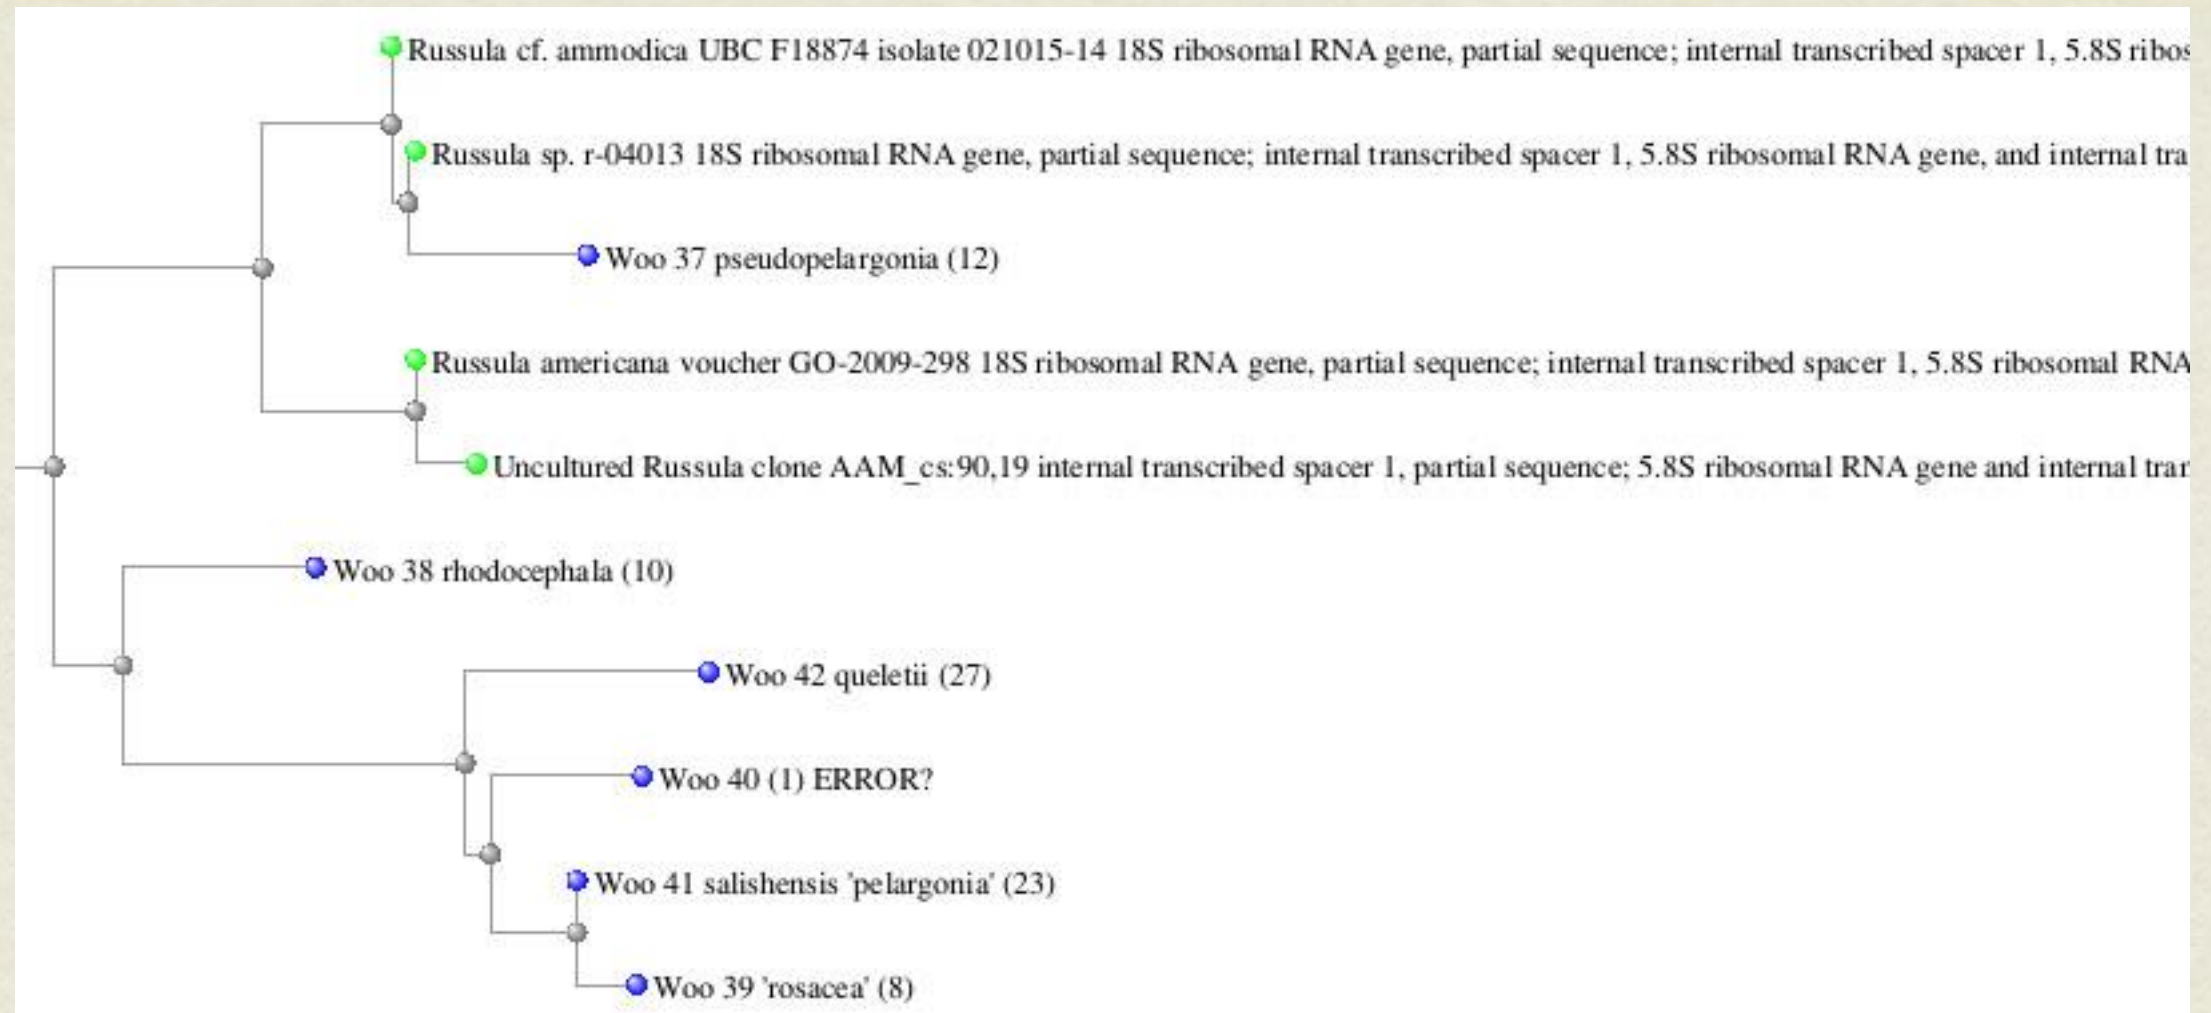 Russula cf. ammodica UBC F18874 isolate 021015-14 18S ribosomal RNA gene, partial sequence; internal transcribed spacer 1, 5.8S ribos
Russula sp. r-04013 18S ribosomal RNA gene, partial sequence; internal transcribed spacer 1, 5.8S ribosomal RNA gene, and internal tra
Woo 37 pseudopelargonia (12)
Russula americana voucher GO-2009-298 18S ribosomal RNA gene, partial sequence; internal transcribed spacer 1, 5.8S ribosomal RNA
Uncultured Russula clone AAM_cs:90,19 internal transcribed spacer 1, partial sequence; 5.8S ribosomal RNA gene and internal tran
Woo 38 rhodocephala (10)
Woo 42 queletii (27)
Woo 40 (1) ERROR?
Woo 41 salishensis 'pelargonia' (23)
Woo 39 'rosacea' (8)